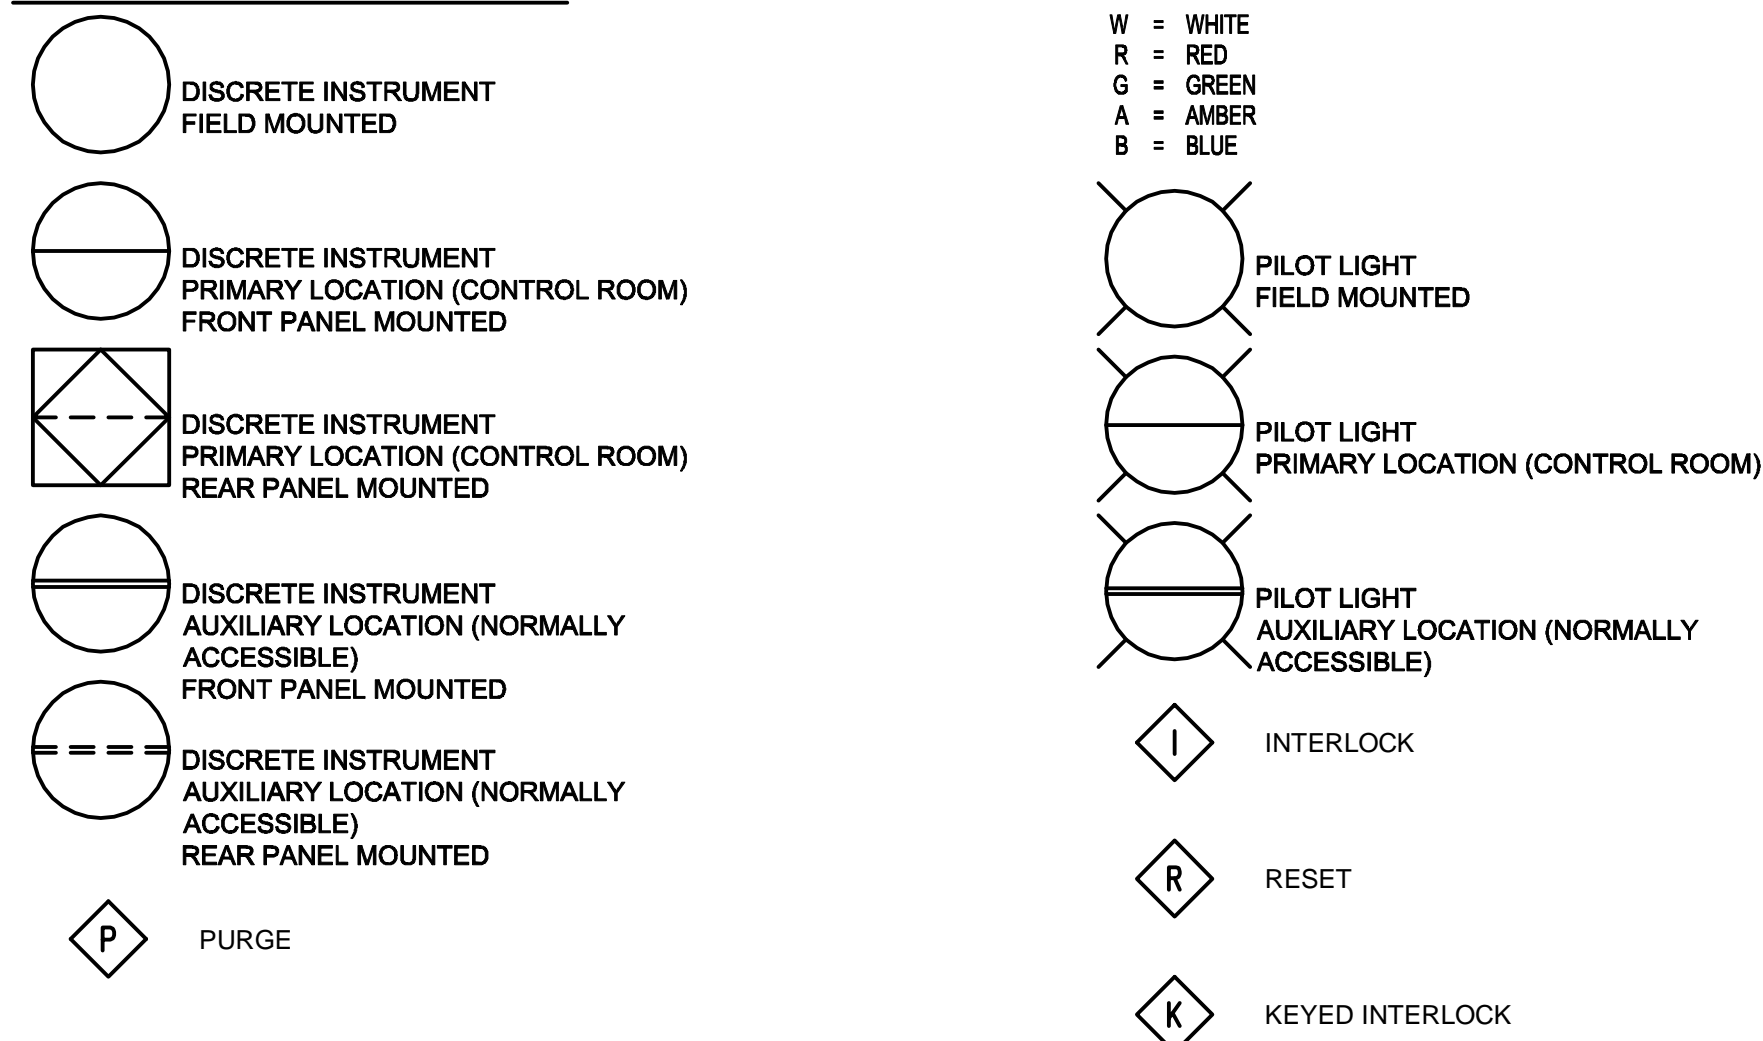 DISCRETE INSTRUMENT
FIELD MOUNTED
DISCRETE INSTRUMENT
PRIMARY LOCATION (CONTROL ROOM)
FRONT PANEL MOUNTED
DISCRETE INSTRUMENT
PRIMARY LOCATION (CONTROL ROOM)
REAR PANEL MOUNTED
DISCRETE INSTRUMENT
AUXILIARY LOCATION (NORMALLY
ACCESSIBLE)
FRONT PANEL MOUNTED
DISCRETE INSTRUMENT
AUXILIARY LOCATION (NORMALLY
ACCESSIBLE)
REAR PANEL MOUNTED
P PURGE
W = WHITE
R = RED
G = GREEN
A = AMBER
B = BLUE
PILOT LIGHT
FIELD MOUNTED
PILOT LIGHT
PRIMARY LOCATION (CONTROL ROOM)
PILOT LIGHT
AUXILIARY LOCATION (NORMALLY
ACCESSIBLE)
I INTERLOCK
R RESET
K KEYED INTERLOCK